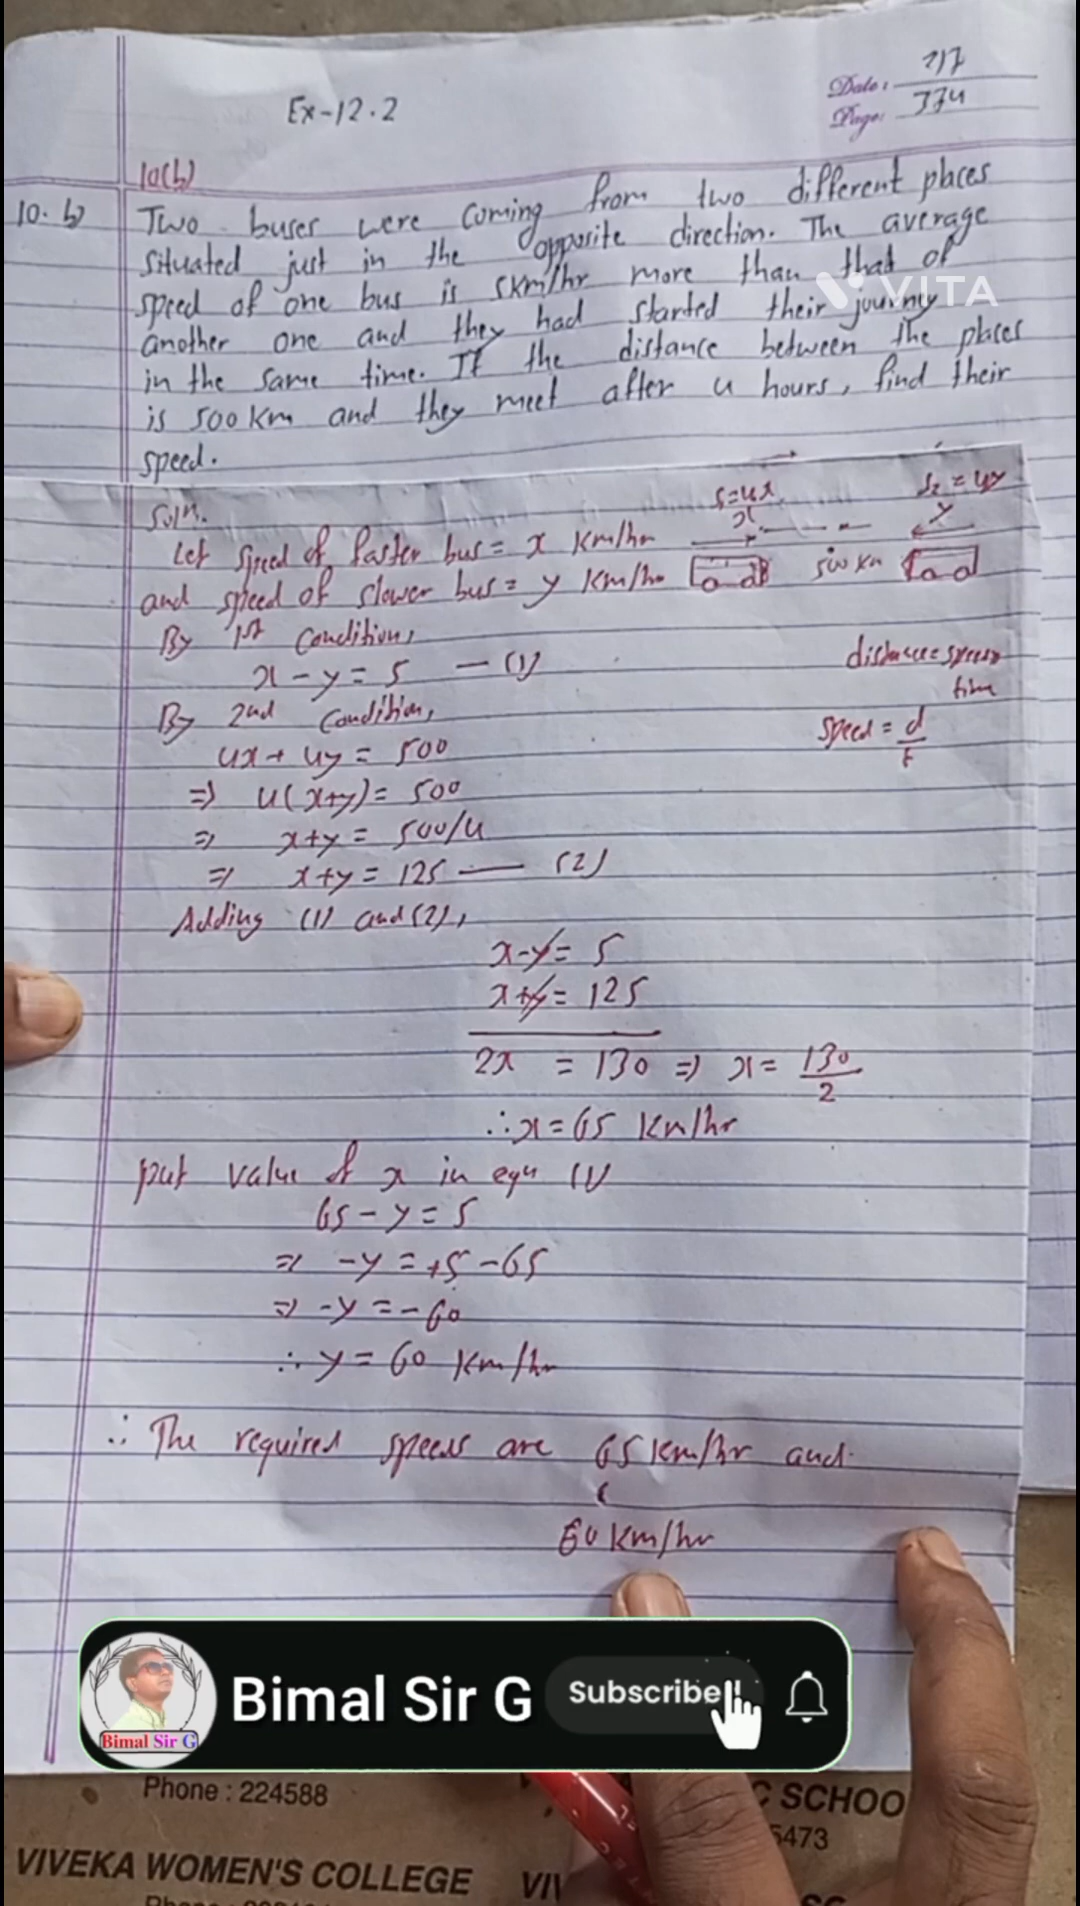 Ex-12.2
Date: 217
Page: 334
10(b)
10. b) Two buses were coming from two different places
situated just in the opposite direction. The average
speed of one bus is 5km/hr more than that of
VITA
another one and they had started their journy
in the same time. If the distance between the places
is 500 km and they meet after 4 hours, find their
speed.
Soln.
Let speed of faster bus = x km/hr
and speed of slower bus = y km/hr
x
S2 = 4y
y
500 km
By 1st Condition,
x - y = 5 — (1)
distance = speed
time
By 2nd Condition,
speed = d/t
4x + 4y = 500
=> 4(x+y) = 500
=> x+y = 500/4
=> x+y = 125 — (2)
Adding (1) and (2),
x-y = 5
x+y = 125
2x = 130 => x = 130/2
∴ x = 65 Km/hr
put value of x in eqn (1)
65 - y = 5
=> -y = +5 - 65
=> -y = -60
∴ y = 60 km/hr
∴ The required speeds are 65 km/hr and
60 km/hr
Bimal Sir G
Bimal Sir G
Subscribe
Phone : 224588
C SCHOO
5473
VIVEKA WOMEN'S COLLEGE